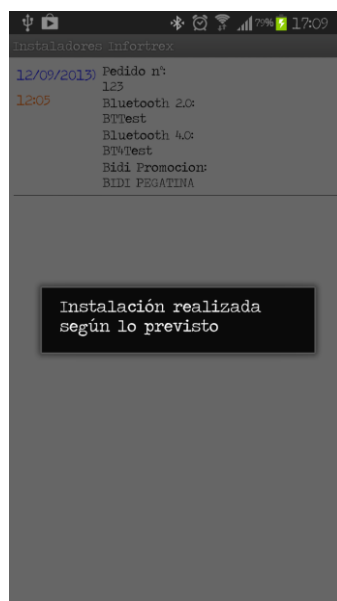 79% 17:09
Instaladores Infortrex
12/09/2013) Pedido nº:
123
12:05 Bluetooth 2.0:
BTTest
Bluetooth 4.0:
BT4Test
Bidi Promocion:
BIDI PEGATINA
Instalación realizada
según lo previsto